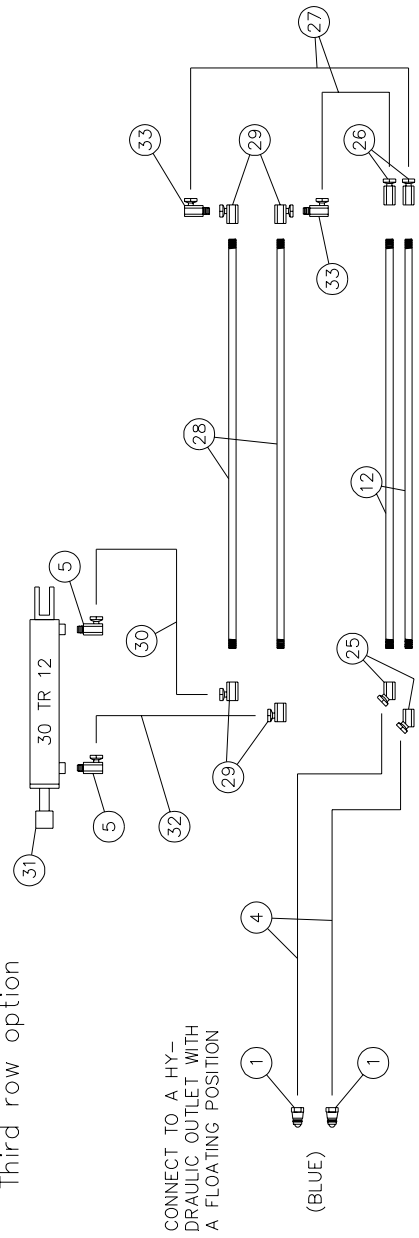 Third row option
CONNECT TO A HY-
DRAULIC OUTLET WITH
A FLOATING POSITION
(BLUE)
1
1
4
31
30 TR 12
5
5
32
30
29
25
28
12
33
29
33
26
27